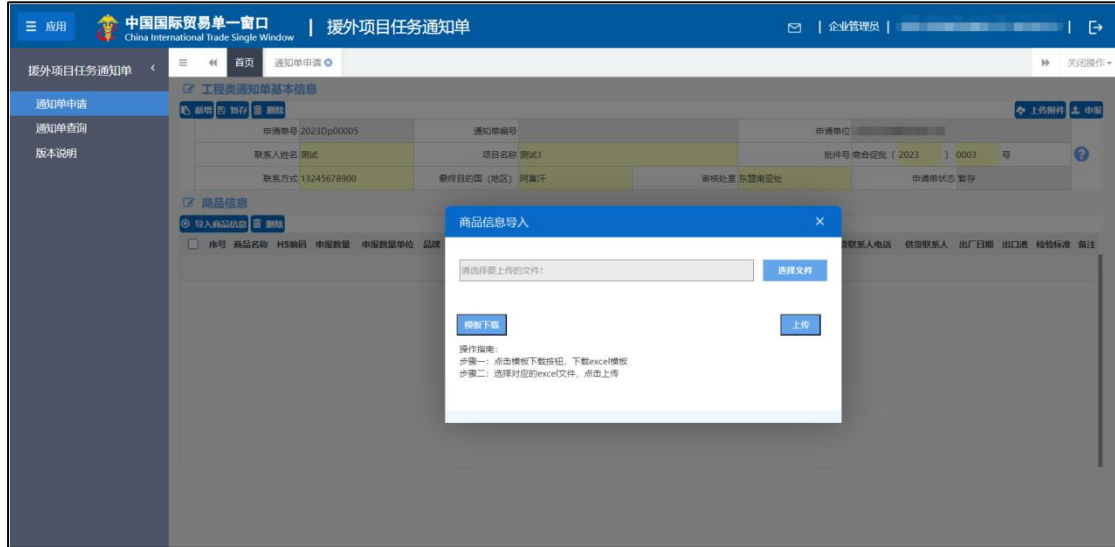 应用 中国国际贸易单一窗口 China International Trade Single Window | 援外项目任务通知单 | 企业管理员 |
援外项目任务通知单
首页 通知单申请 关闭操作
通知单申请
通知单查询
版本说明
工程类通知单基本信息
新增 暂存 删除 上传附件 申报
申请单号 2023Dp00005 通知单编号 申请单位
联系人姓名 测试 项目名称 测试1 批件号 商合促批 ( 2023 ) 0003 号
联系方式 13245678900 最终目的国（地区） 阿富汗 审核处室 东盟南亚处 申请单状态 暂存
商品信息
导入商品信息 删除
序号 商品名称 HS编码 申报数量 申报数量单位 品牌 供货联系人 出厂日期 出口港 检验标准 备注
商品信息导入
请选择要上传的文件！ 选择文件
模板下载 上传
操作指南：
步骤一：点击模板下载按钮，下载excel模板
步骤二：选择对应的excel文件，点击上传